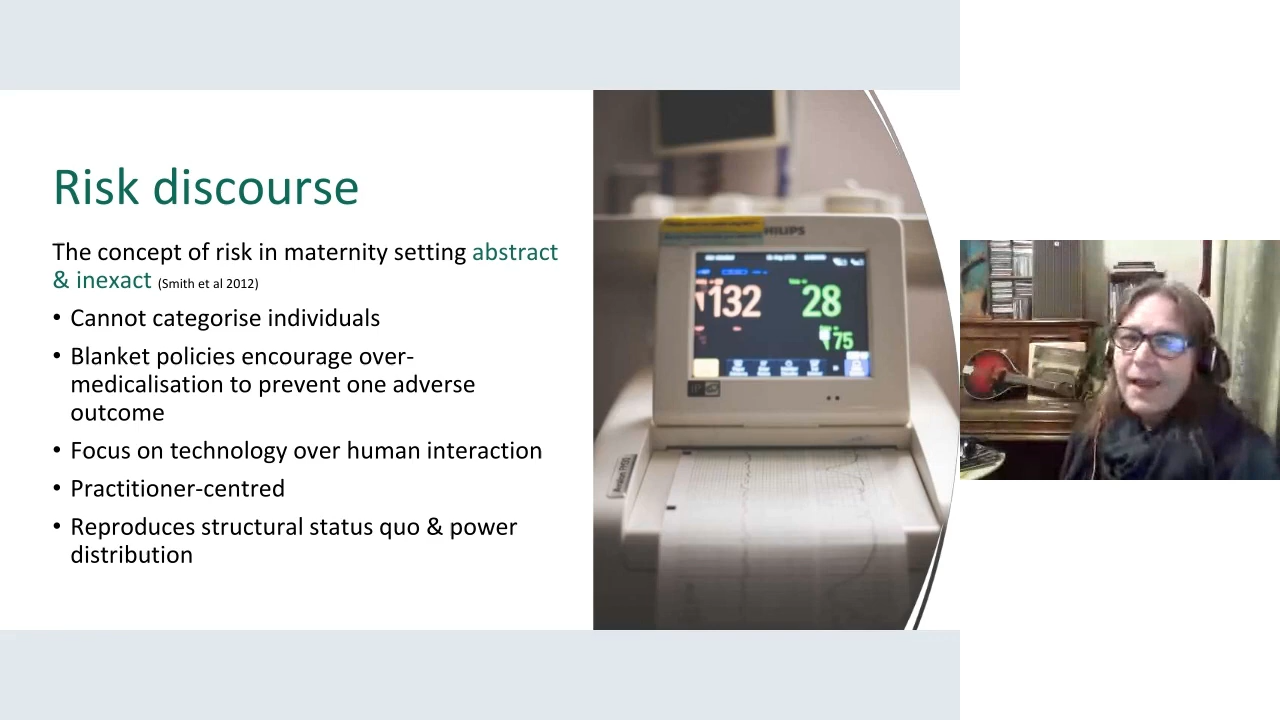 Risk discourse
The concept of risk in maternity setting abstract
& inexact (Smith et al 2012)
• Cannot categorise individuals
• Blanket policies encourage over-
medicalisation to prevent one adverse
outcome
• Focus on technology over human interaction
• Practitioner-centred
• Reproduces structural status quo & power
distribution
PHILIPS
132
28
75